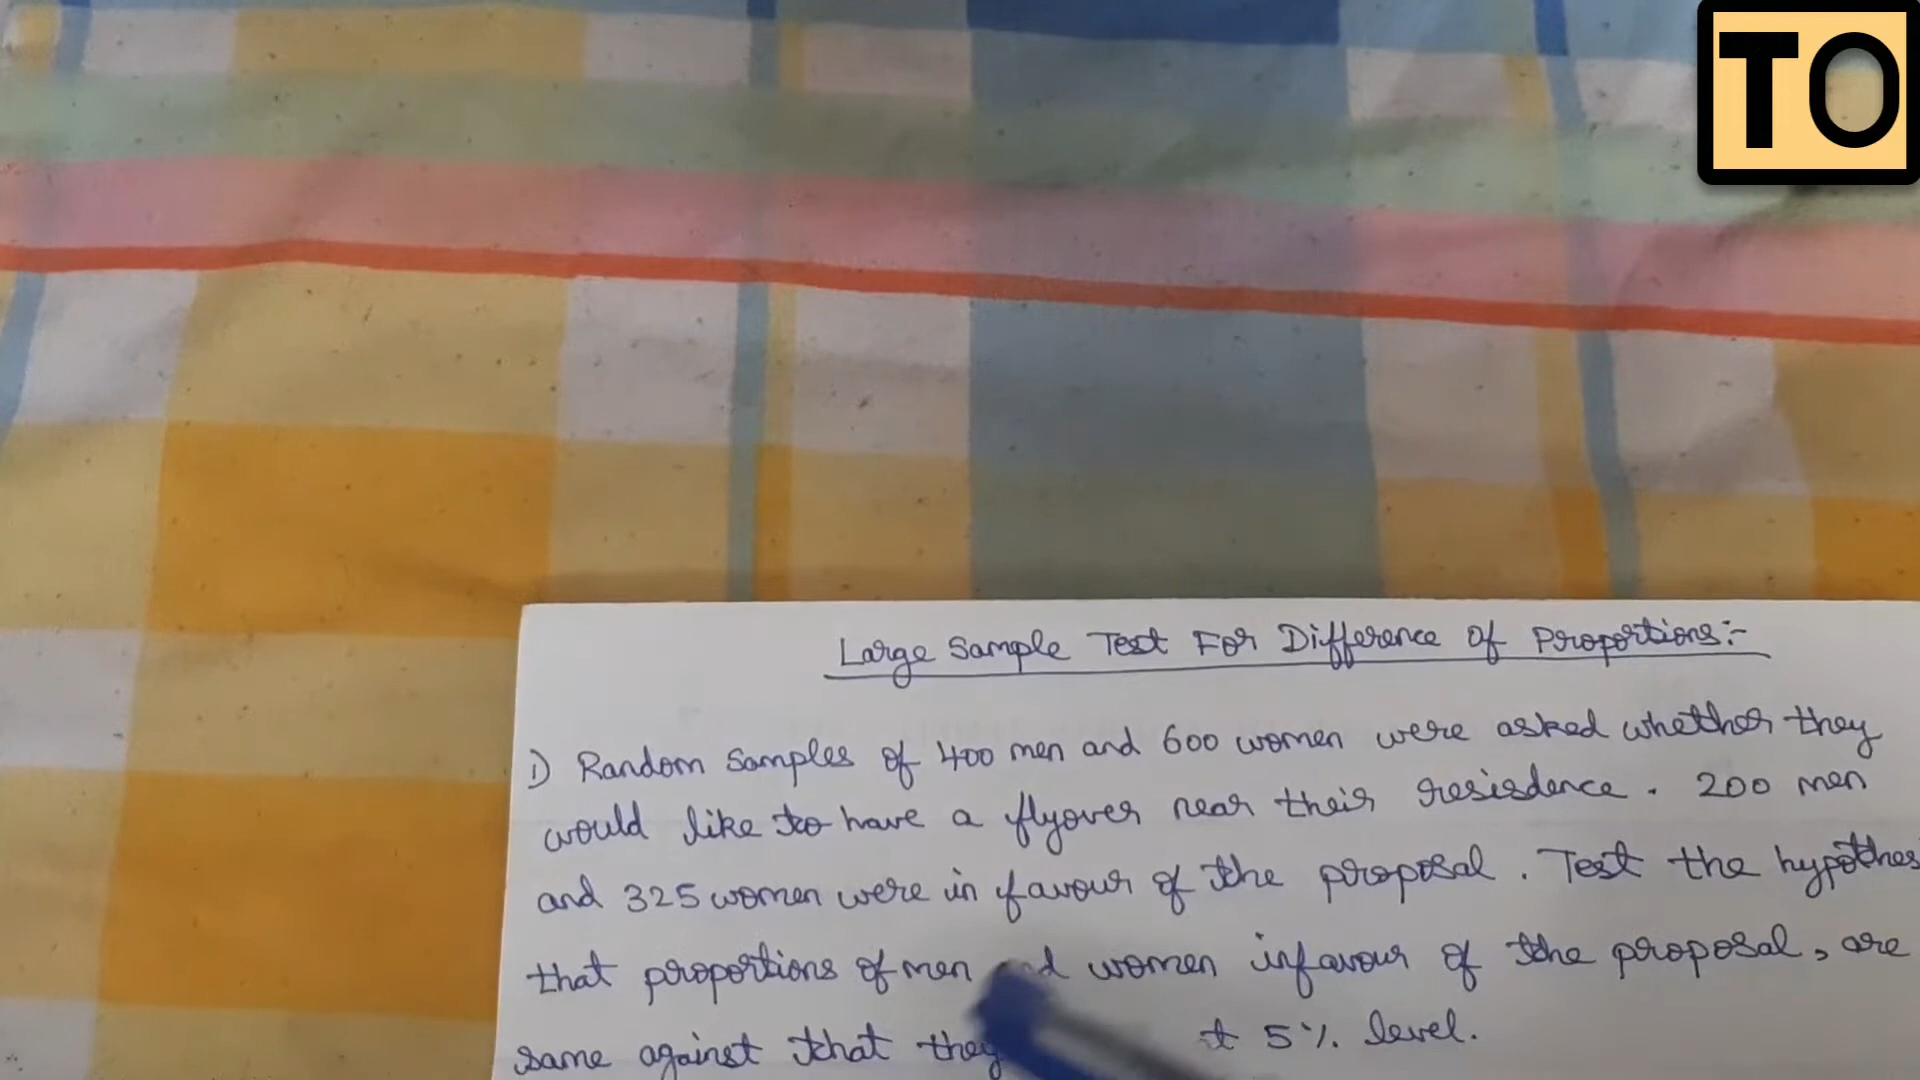 TO
Large Sample Test For Difference Of Proportions:-
1) Random Samples of 400 men and 600 women were asked whether they
would like to have a flyover near their resisdence. 200 men
and 325 women were in favour of the proposal. Test the hypothes
that proportions of men women infavour of the proposal, are
same against that they 5% level.